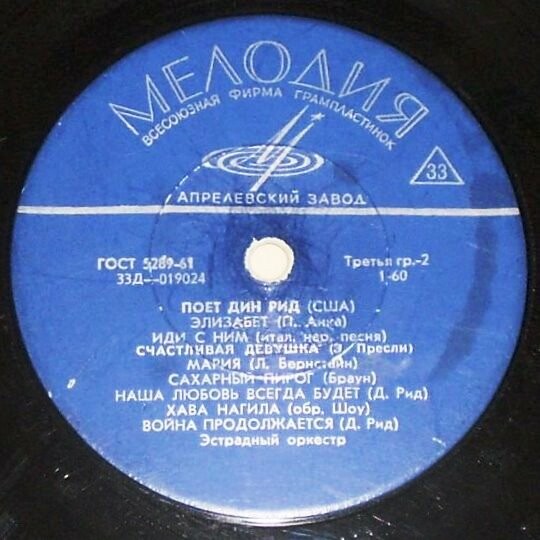 МЕЛОДИЯ
ВСЕСОЮЗНАЯ ФИРМА ГРАМПЛАСТИНОК
33
АПРЕЛЕВСКИЙ ЗАВОД
ГОСТ 5289-61 Третья гр.-2
33Д—019024 1-60
ПОЕТ ДИН РИД (США)
ЭЛИЗАБЕТ (П. Анка)
ИДИ С НИМ (итал. нар. песня)
СЧАСТЛИВАЯ ДЕВУШКА (Э. Пресли)
МАРИЯ (Л. Бернстайн)
САХАРНЫЙ ПИРОГ (Браун)
НАША ЛЮБОВЬ ВСЕГДА БУДЕТ (Д. Рид)
ХАВА НАГИЛА (обр. Шоу)
ВОЙНА ПРОДОЛЖАЕТСЯ (Д. Рид)
Эстрадный оркестр